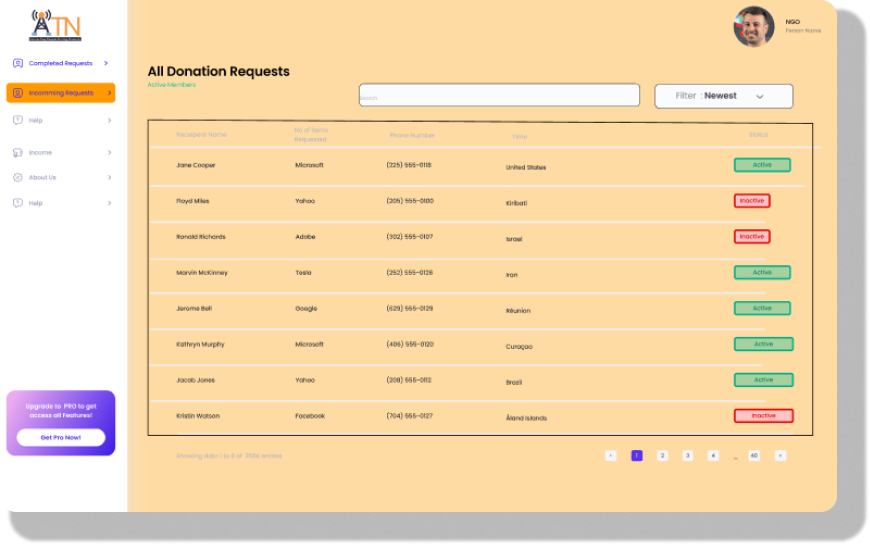 ATN
NGO
Person Name
Completed Requests
Incomming Requests
Help
Income
About Us
Help
Upgrade to PRO to get
access all Features!
Get Pro Now!
All Donation Requests
Active Members
Search
Filter : Newest
Receipent Name No of Items Requested Phone Number Time Status
Jane Cooper Microsoft (225) 555-0118 United States Active
Floyd Miles Yahoo (205) 555-0100 Kiribati Inactive
Ronald Richards Adobe (302) 555-0107 Israel Inactive
Marvin McKinney Tesla (252) 555-0126 Iran Active
Jerome Bell Google (629) 555-0129 Réunion Active
Kathryn Murphy Microsoft (406) 555-0120 Curaçao Active
Jacob Jones Yahoo (208) 555-0112 Brazil Active
Kristin Watson Facebook (704) 555-0127 Åland Islands Inactive
Showing data 1 to 8 of 256K entries
‹ 1 2 3 4 ... 40 ›